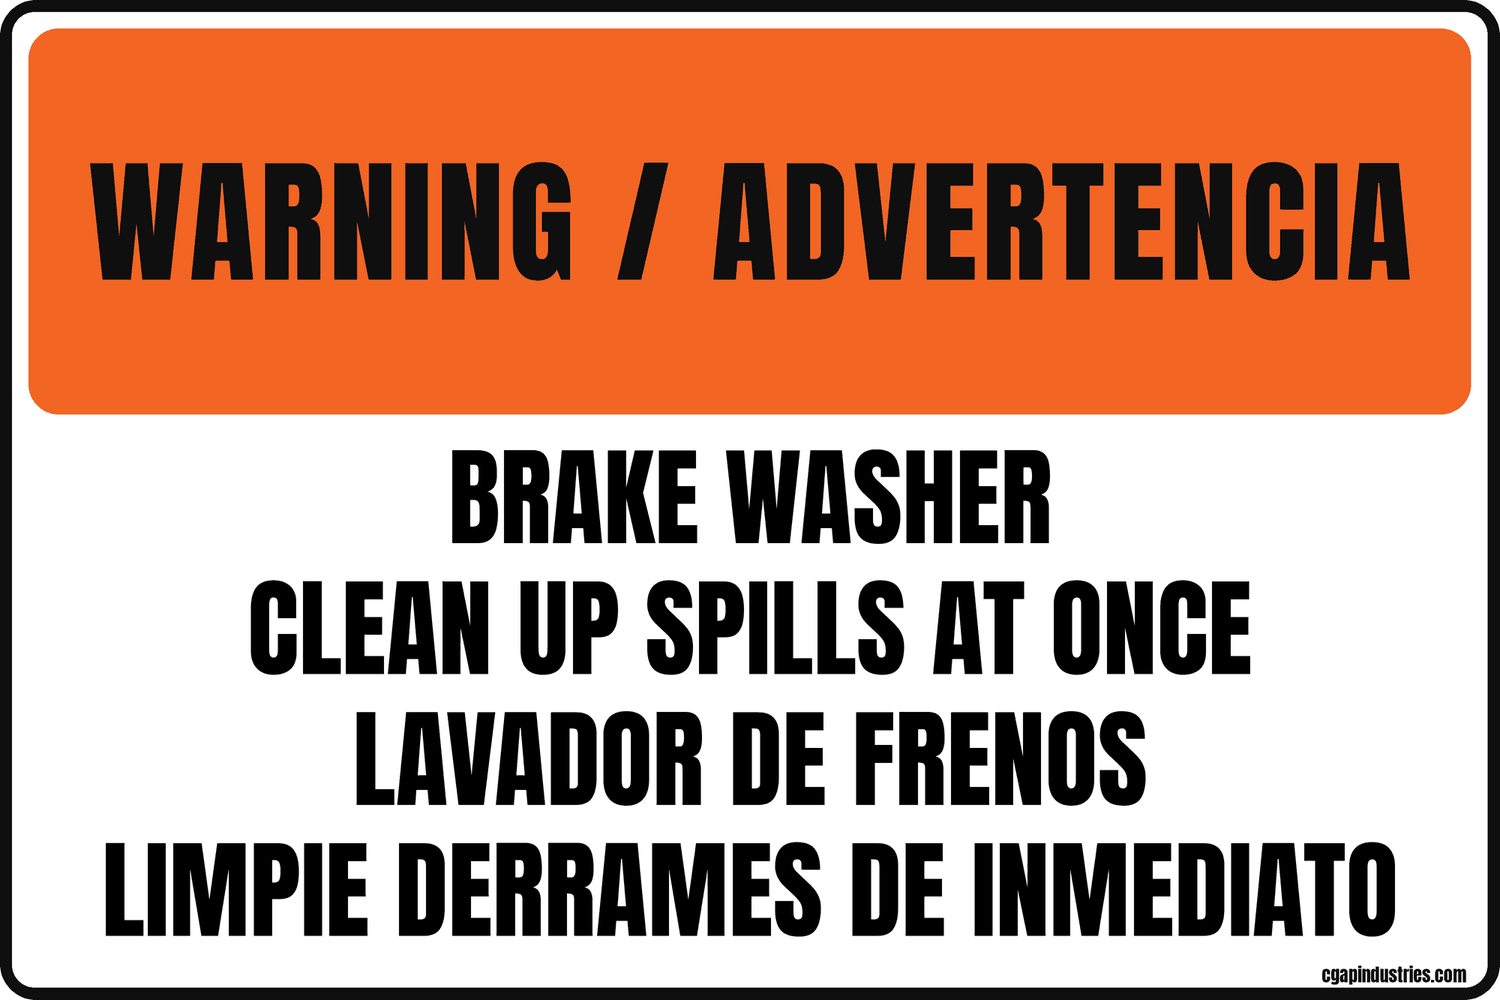 WARNING / ADVERTENCIA
BRAKE WASHER
CLEAN UP SPILLS AT ONCE
LAVADOR DE FRENOS
LIMPIE DERRAMES DE INMEDIATO
cgapindustries.com